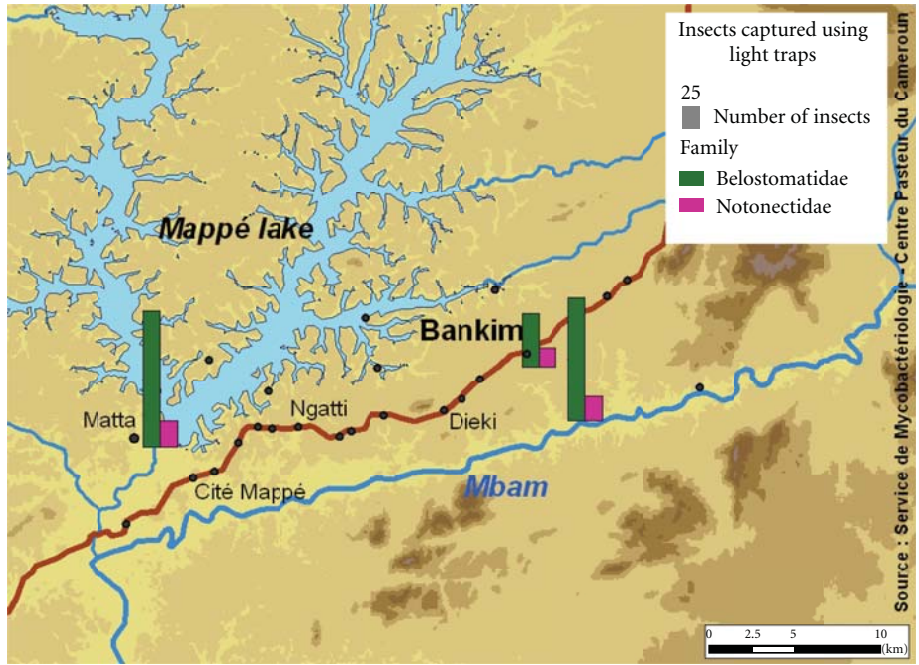 Insects captured using
light traps
25
Number of insects
Family
Belostomatidae
Notonectidae
Mappé lake
Bankim
Matta
Ngatti
Dieki
Cité Mappé
Mbam
Source : Service de Mycobactériologie - Centre Pasteur du Cameroun
0 2.5 5 10
(km)